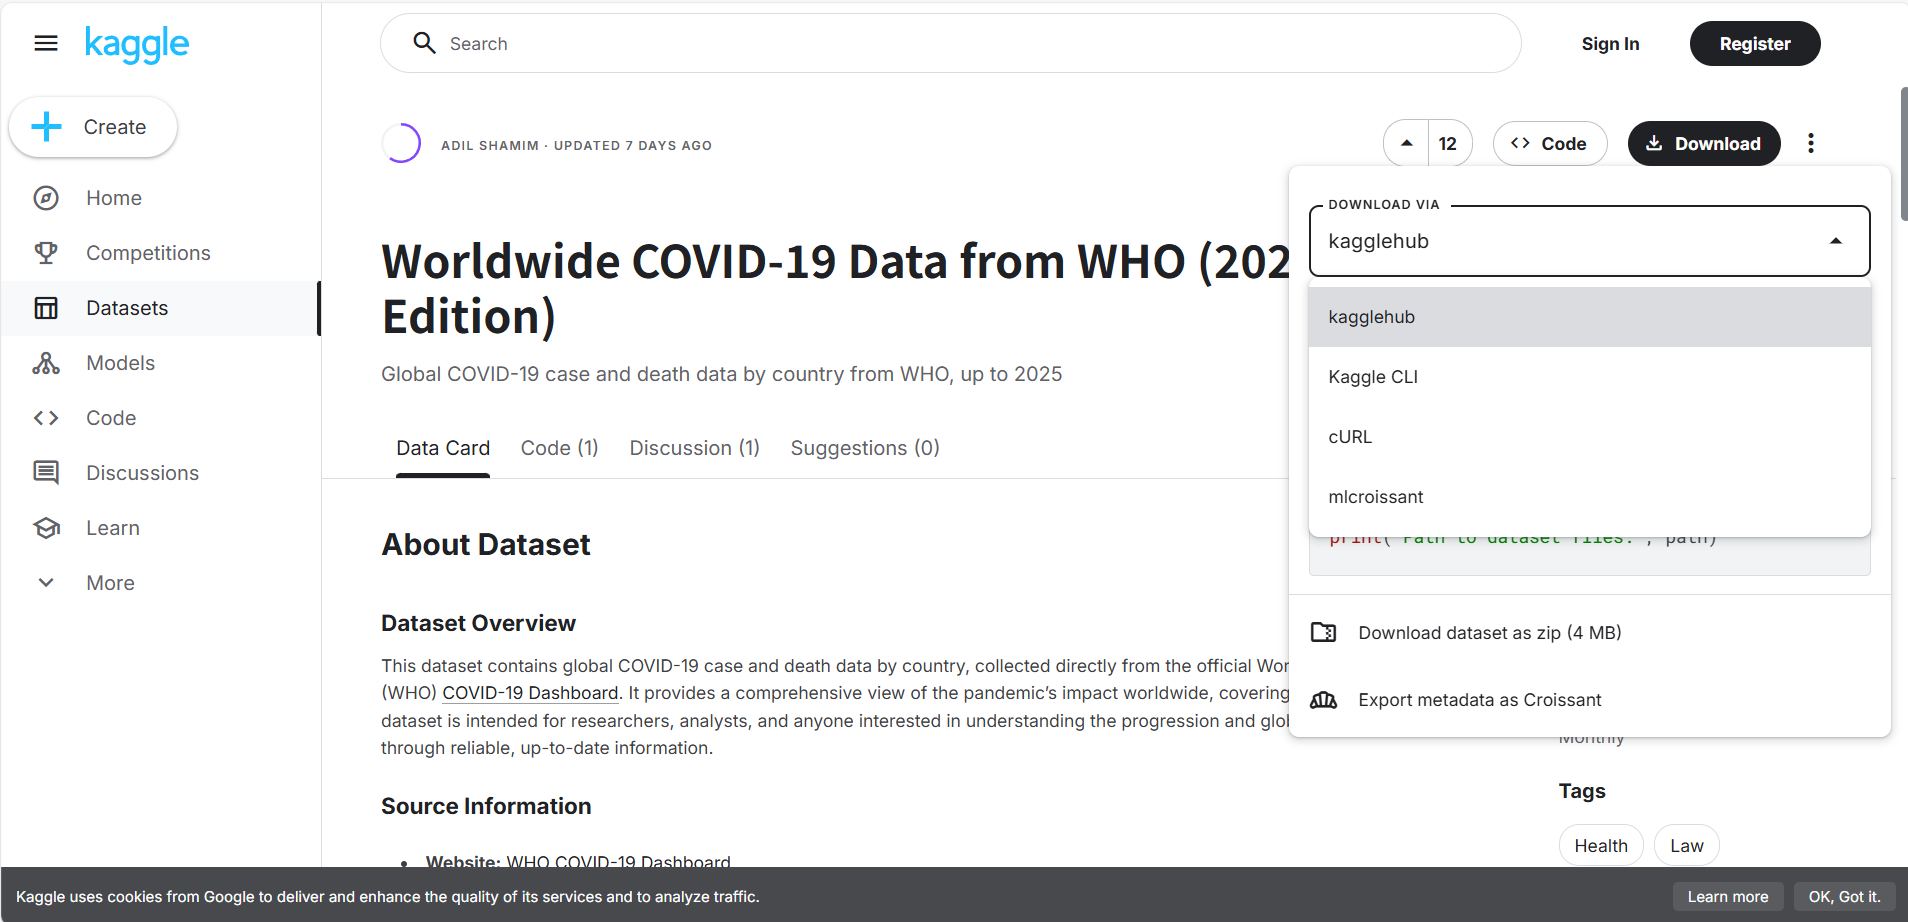 kaggle
Search
Sign In
Register
Create
Home
Competitions
Datasets
Models
Code
Discussions
Learn
More
ADIL SHAMIM · UPDATED 7 DAYS AGO
12
Code
Download
Worldwide COVID-19 Data from WHO (202
Edition)
Global COVID-19 case and death data by country from WHO, up to 2025
DOWNLOAD VIA
kagglehub
kagglehub
Kaggle CLI
cURL
mlcroissant
print("Path to dataset files:", path)
Download dataset as zip (4 MB)
Export metadata as Croissant
Data Card
Code (1)
Discussion (1)
Suggestions (0)
About Dataset
Dataset Overview
This dataset contains global COVID-19 case and death data by country, collected directly from the official Wor
(WHO) COVID-19 Dashboard. It provides a comprehensive view of the pandemic's impact worldwide, covering
dataset is intended for researchers, analysts, and anyone interested in understanding the progression and glo
through reliable, up-to-date information.
Source Information
• Website: WHO COVID-19 Dashboard
Monthly
Tags
Health
Law
Kaggle uses cookies from Google to deliver and enhance the quality of its services and to analyze traffic.
Learn more
OK, Got it.